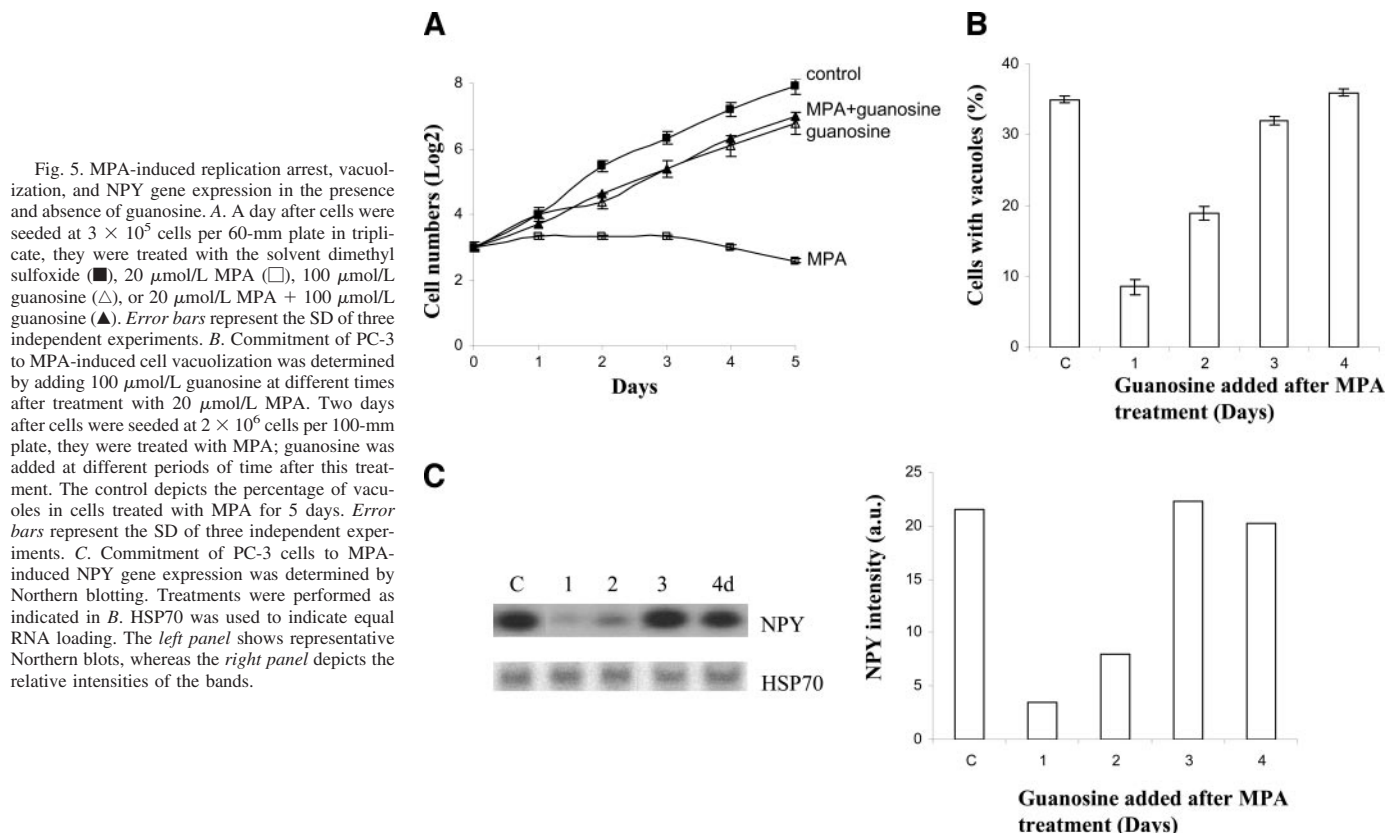 Fig. 5. MPA-induced replication arrest, vacuol-
ization, and NPY gene expression in the presence
and absence of guanosine. A. A day after cells were
seeded at 3 × 10⁵ cells per 60-mm plate in tripli-
cate, they were treated with the solvent dimethyl
sulfoxide (■), 20 μmol/L MPA (□), 100 μmol/L
guanosine (△), or 20 μmol/L MPA + 100 μmol/L
guanosine (▲). Error bars represent the SD of three
independent experiments. B. Commitment of PC-3
to MPA-induced cell vacuolization was determined
by adding 100 μmol/L guanosine at different times
after treatment with 20 μmol/L MPA. Two days
after cells were seeded at 2 × 10⁶ cells per 100-mm
plate, they were treated with MPA; guanosine was
added at different periods of time after this treat-
ment. The control depicts the percentage of vacu-
oles in cells treated with MPA for 5 days. Error
bars represent the SD of three independent exper-
iments. C. Commitment of PC-3 cells to MPA-
induced NPY gene expression was determined by
Northern blotting. Treatments were performed as
indicated in B. HSP70 was used to indicate equal
RNA loading. The left panel shows representative
Northern blots, whereas the right panel depicts the
relative intensities of the bands.
A
Cell numbers (Log2)
8
6
4
2
0
control
MPA+guanosine
guanosine
MPA
0 1 2 3 4 5
Days
B
Cells with vacuoles (%)
40
30
20
10
0
C 1 2 3 4
Guanosine added after MPA
treatment (Days)
C
C 1 2 3 4d
NPY
HSP70
NPY intensity (a.u.)
25
20
15
10
5
0
C 1 2 3 4
Guanosine added after MPA
treatment (Days)